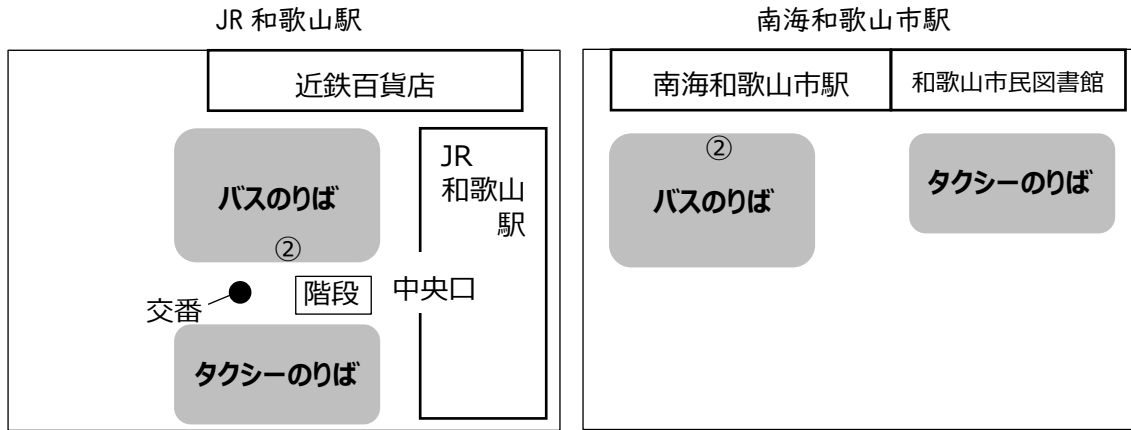 JR 和歌山駅
近鉄百貨店
バスのりば
②
JR
和歌山
駅
中央口
階段
交番
タクシーのりば
南海和歌山市駅
南海和歌山市駅
和歌山市民図書館
②
バスのりば
タクシーのりば